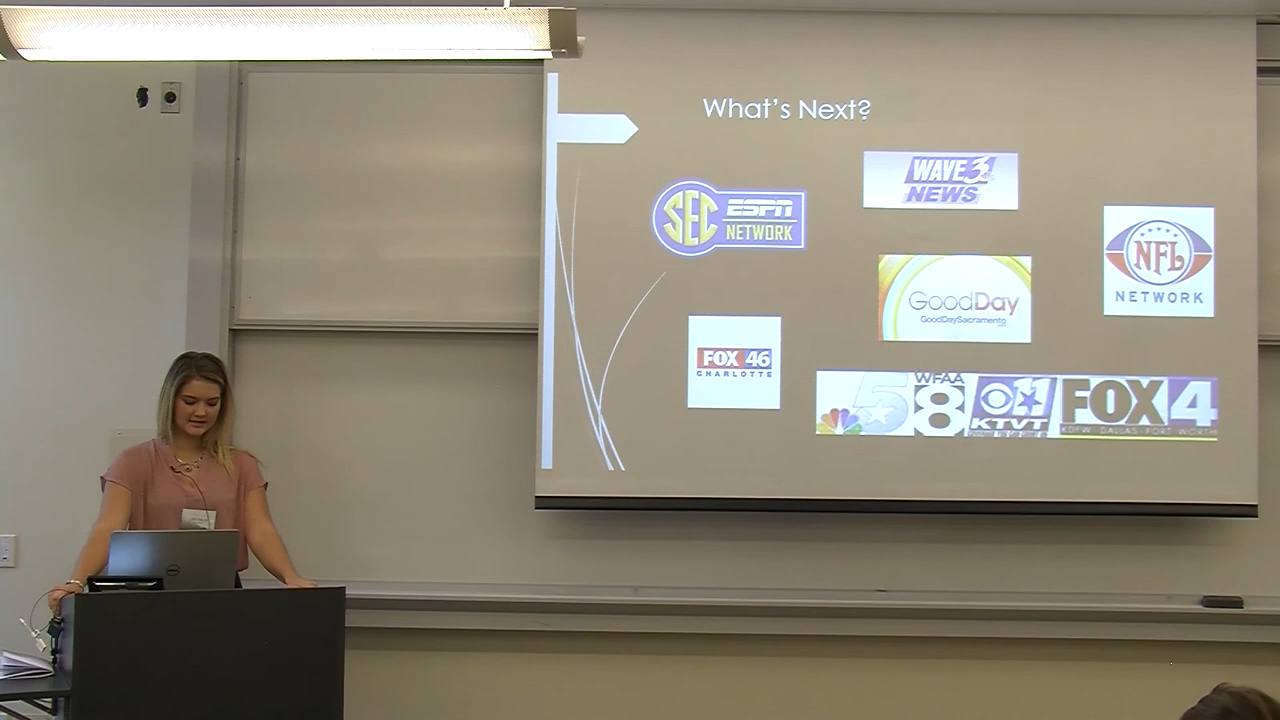 What's Next?
WAVE 3
NEWS
SEC ESPN
NETWORK
NFL
NETWORK
GoodDay
GoodDaySacramento
FOX 46
CHARLOTTE
5
WFAA
8
11
KTVT
FOX 4
KDFW DALLAS FORT WORTH
DELL